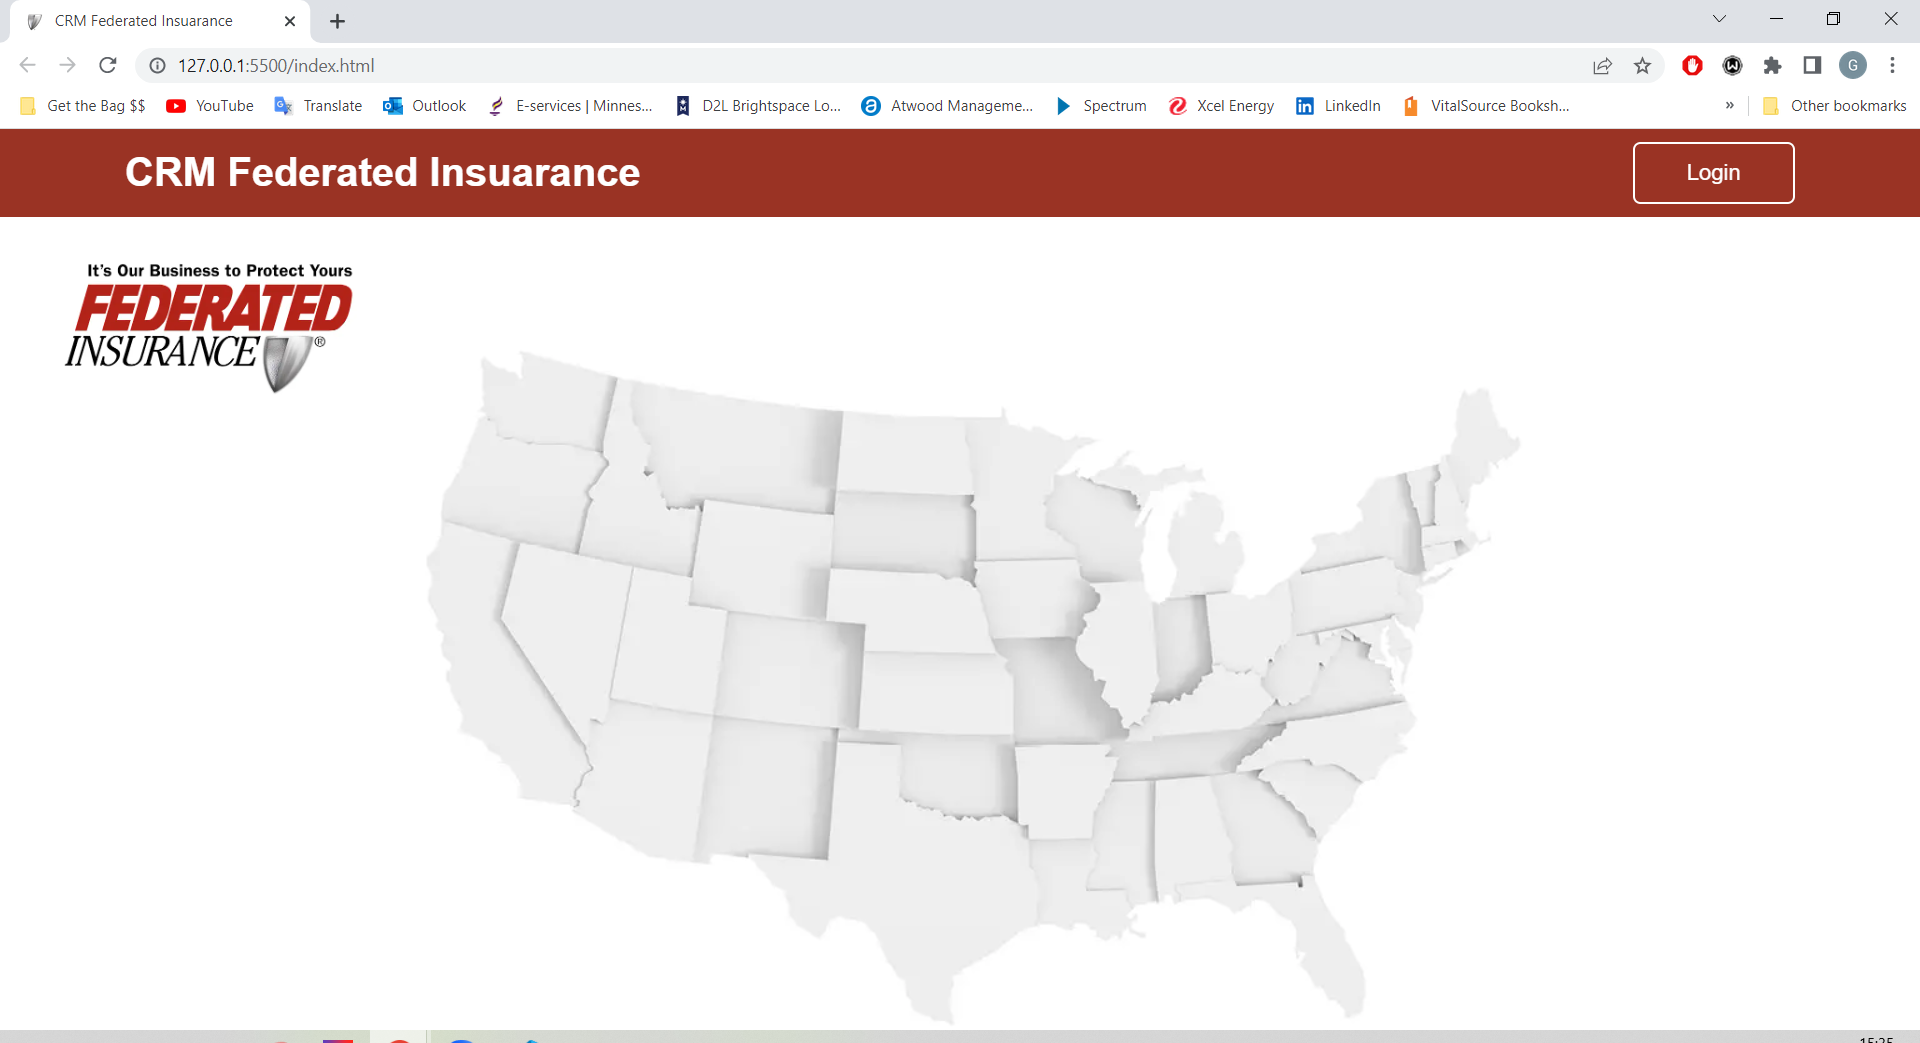 CRM Federated Insuarance
127.0.0.1:5500/index.html
G
Get the Bag $$ YouTube Translate Outlook E-services | Minnes... D2L Brightspace Lo... Atwood Manageme... Spectrum Xcel Energy LinkedIn VitalSource Booksh... » Other bookmarks
CRM Federated Insuarance
Login
It's Our Business to Protect Yours
FEDERATED
INSURANCE ®